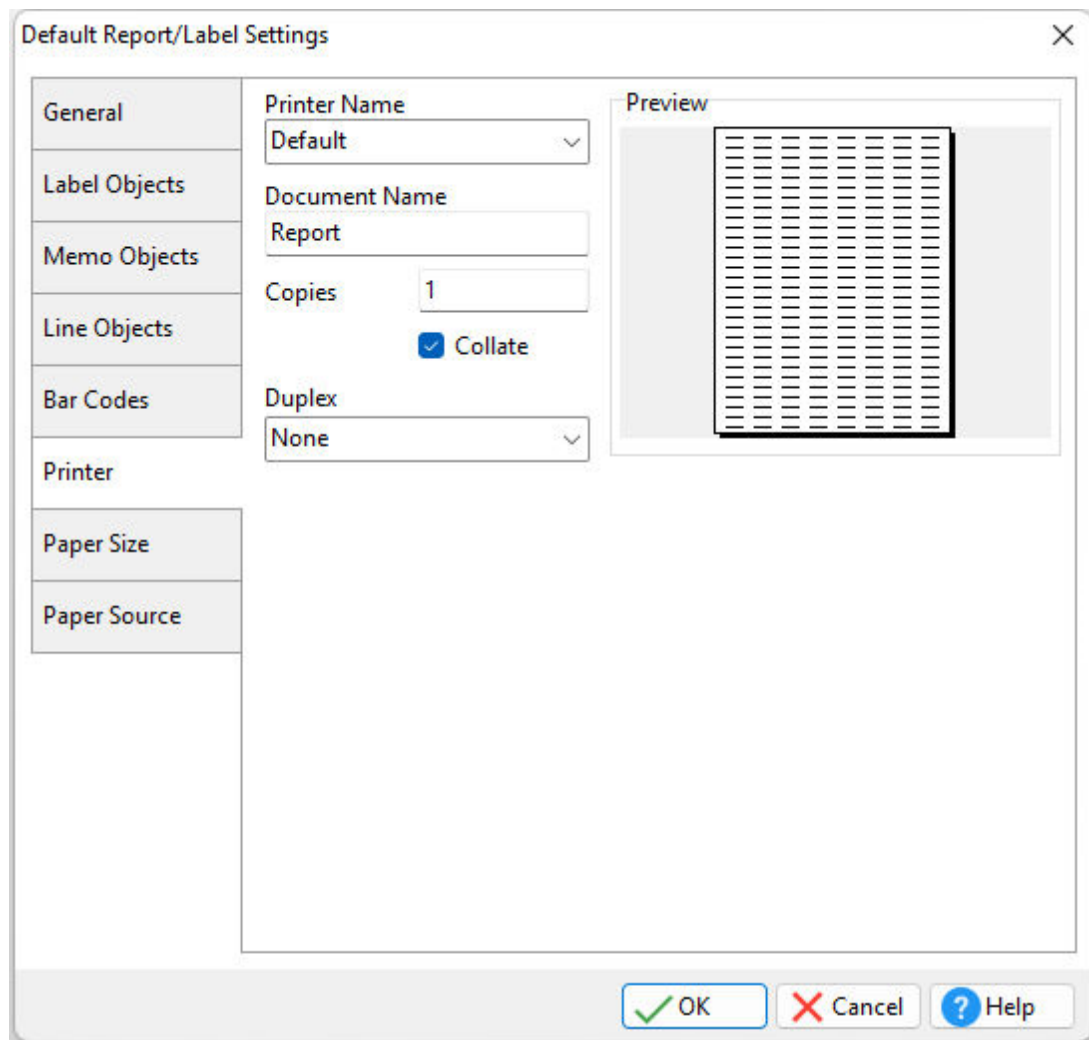 Default Report/Label Settings
General
Label Objects
Memo Objects
Line Objects
Bar Codes
Printer
Paper Size
Paper Source
Printer Name
Default
Document Name
Report
Copies 1
Collate
Duplex
None
Preview
OK Cancel ? Help